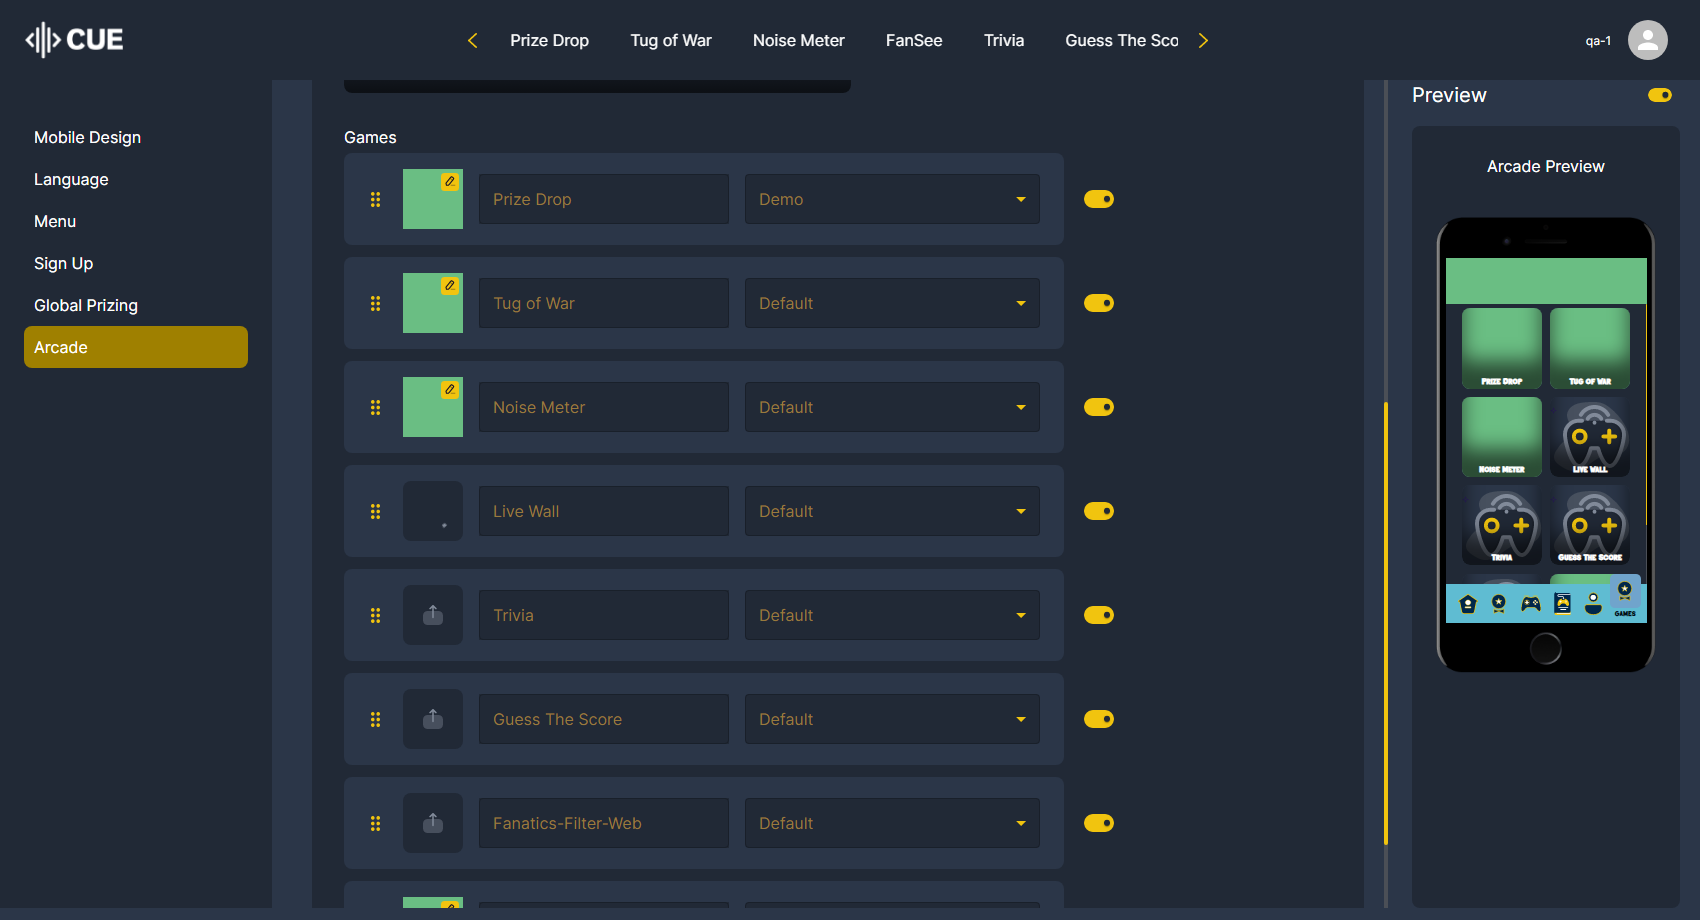 CUE
Prize Drop
Tug of War
Noise Meter
FanSee
Trivia
Guess The Sco
qa-1
Mobile Design
Language
Menu
Sign Up
Global Prizing
Arcade
Games
Prize Drop
Demo
Tug of War
Default
Noise Meter
Default
Live Wall
Default
Trivia
Default
Guess The Score
Default
Fanatics-Filter-Web
Default
Preview
Arcade Preview
Prize Drop
Tug of War
Noise Meter
Live Wall
Trivia
Guess The Score
GAMES